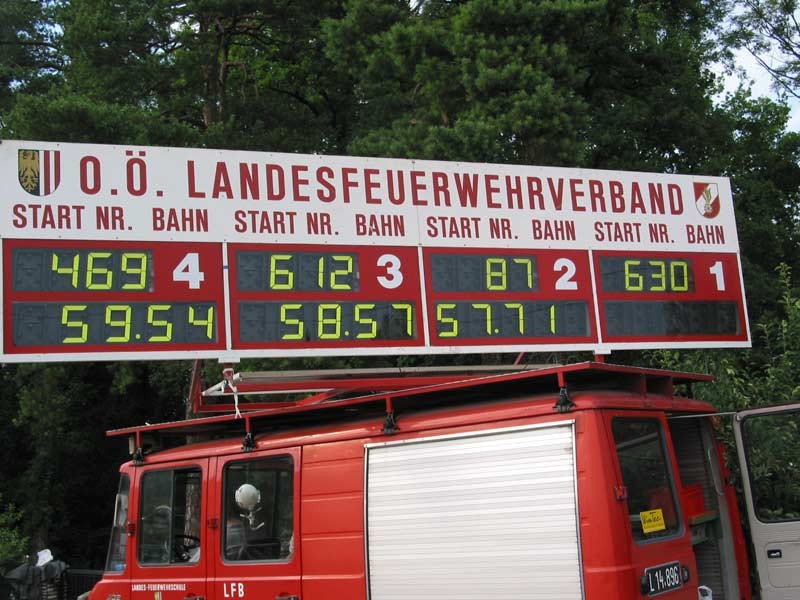 O.Ö. LANDESFEUERWEHRVERBAND
START NR. BAHN START NR. BAHN START NR. BAHN START NR. BAHN
469 4 612 3 87 2 630 1
59.54 58.57 57.71
LANDES-FEUERWEHRSCHULE
LFB
L 14.896